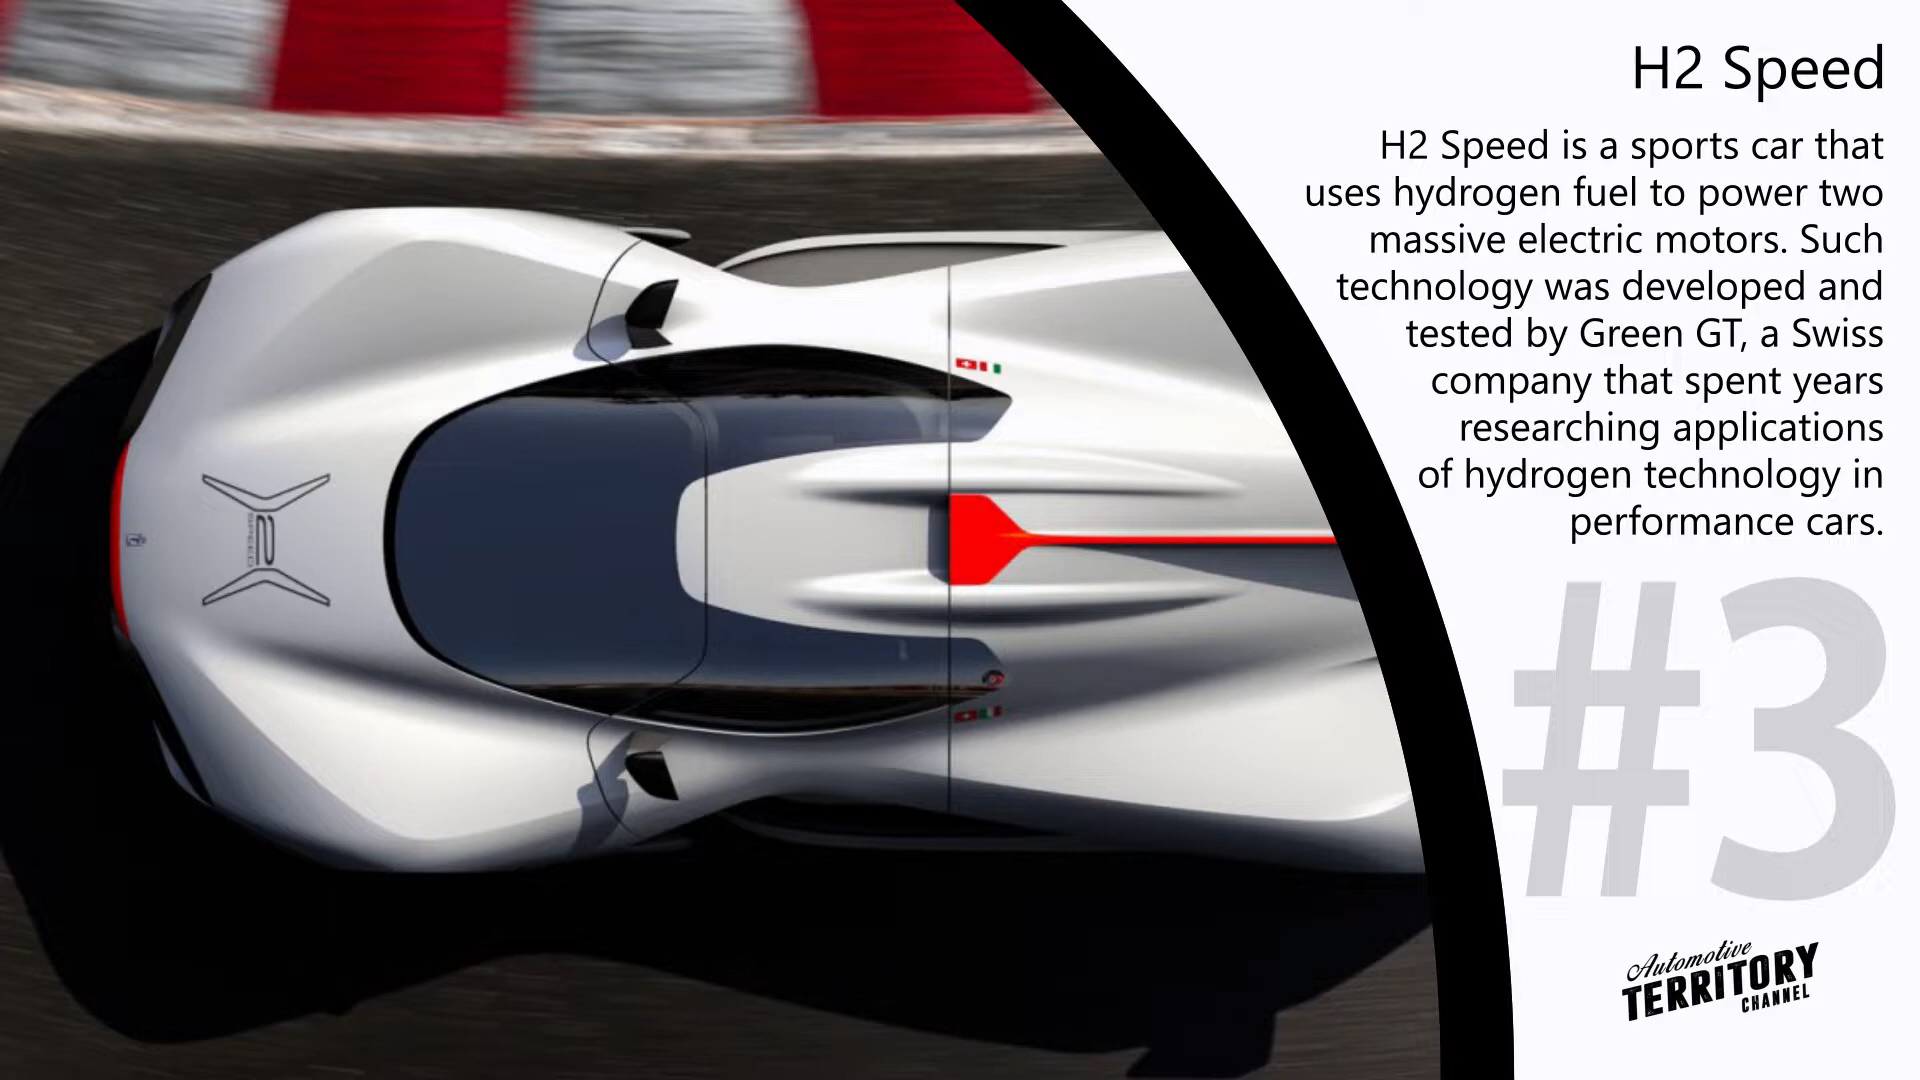 H2 Speed
H2 Speed is a sports car that
uses hydrogen fuel to power two
massive electric motors. Such
technology was developed and
tested by Green GT, a Swiss
company that spent years
researching applications
of hydrogen technology in
performance cars.
#3
Automotive
TERRITORY
CHANNEL
2
SPEED